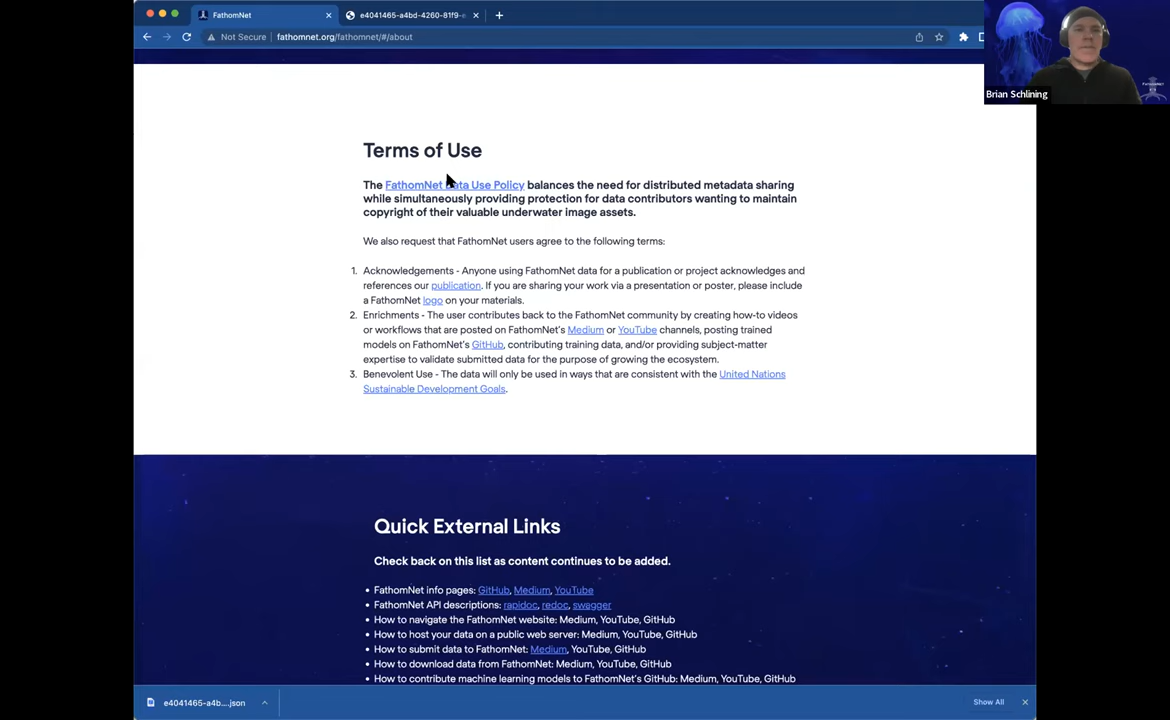 FathomNet
e4041465-a4bd-4260-81f9-e
Not Secure
fathomnet.org/fathomnet/#/about
Brian Schlining
Terms of Use
The FathomNet Data Use Policy balances the need for distributed metadata sharing
while simultaneously providing protection for data contributors wanting to maintain
copyright of their valuable underwater image assets.
We also request that FathomNet users agree to the following terms:
1. Acknowledgements - Anyone using FathomNet data for a publication or project acknowledges and
references our publication. If you are sharing your work via a presentation or poster, please include
a FathomNet logo on your materials.
2. Enrichments - The user contributes back to the FathomNet community by creating how-to videos
or workflows that are posted on FathomNet's Medium or YouTube channels, posting trained
models on FathomNet's GitHub, contributing training data, and/or providing subject-matter
expertise to validate submitted data for the purpose of growing the ecosystem.
3. Benevolent Use - The data will only be used in ways that are consistent with the United Nations
Sustainable Development Goals.
Quick External Links
Check back on this list as content continues to be added.
• FathomNet info pages: GitHub, Medium, YouTube
• FathomNet API descriptions: rapidoc, redoc, swagger
• How to navigate the FathomNet website: Medium, YouTube, GitHub
• How to host your data on a public web server: Medium, YouTube, GitHub
• How to submit data to FathomNet: Medium, YouTube, GitHub
• How to download data from FathomNet: Medium, YouTube, GitHub
• How to contribute machine learning models to FathomNet's GitHub: Medium, YouTube, GitHub
e4041465-a4b....json
Show All